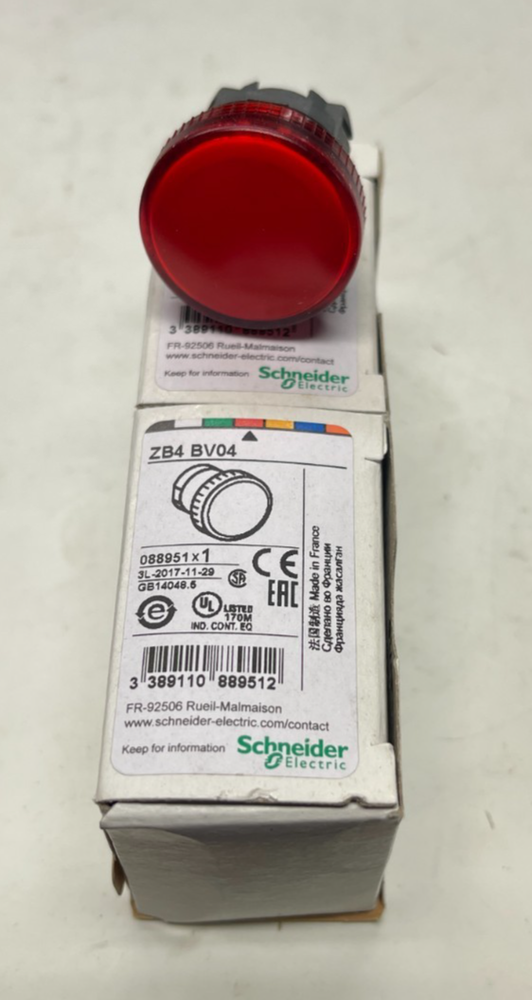 3 389110 889512
FR-92506 Rueil-Malmaison
www.schneider-electric.com/contact
Keep for information Schneider
Electric
ZB4 BV04
088951x1
3L-2017-11-29
GB14048.5
SA
CE
EAC
e
UL LISTED
170M
IND. CONT. EQ
法国制造 Made in France
Сделано во Франции
Францияда жасалған
3 389110 889512
FR-92506 Rueil-Malmaison
www.schneider-electric.com/contact
Keep for information Schneider
Electric